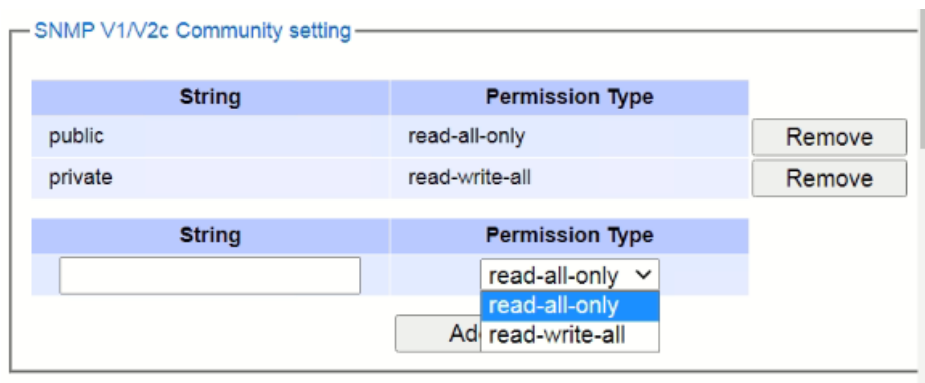 SNMP V1/V2c Community setting
String Permission Type
public read-all-only Remove
private read-write-all Remove
String Permission Type
read-all-only
read-all-only
read-write-all